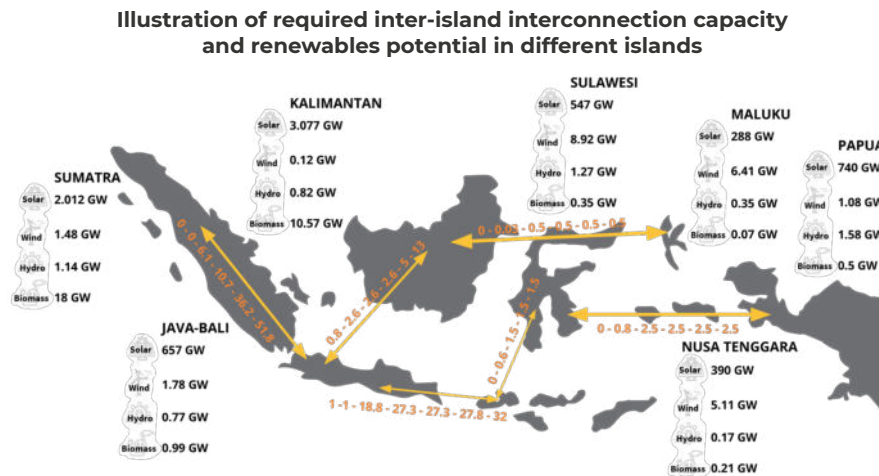 Illustration of required inter-island interconnection capacity
and renewables potential in different islands
SUMATRA
Solar 2.012 GW
Wind 1.48 GW
Hydro 1.14 GW
Biomass 18 GW
KALIMANTAN
Solar 3.077 GW
Wind 0.12 GW
Hydro 0.82 GW
Biomass 10.57 GW
SULAWESI
Solar 547 GW
Wind 8.92 GW
Hydro 1.27 GW
Biomass 0.35 GW
MALUKU
Solar 288 GW
Wind 6.41 GW
Hydro 0.35 GW
Biomass 0.07 GW
PAPUA
Solar 740 GW
Wind 1.08 GW
Hydro 1.58 GW
Biomass 0.5 GW
0 - 0 - 6.1 - 10.7 - 36.2 - 51.8
0.8 - 2.6 - 2.6 - 2.6 - 5 - 13
0 - 0.03 - 0.5 - 0.5 - 0.5 - 0.5
0 - 0.6 - 1.5 - 1.5 - 1.5 - 1.5
0 - 0.8 - 2.5 - 2.5 - 2.5 - 2.5
1 -1 - 18.8 - 27.3 - 27.3 - 27.8 - 32
JAVA-BALI
Solar 657 GW
Wind 1.78 GW
Hydro 0.77 GW
Biomass 0.99 GW
NUSA TENGGARA
Solar 390 GW
Wind 5.11 GW
Hydro 0.17 GW
Biomass 0.21 GW